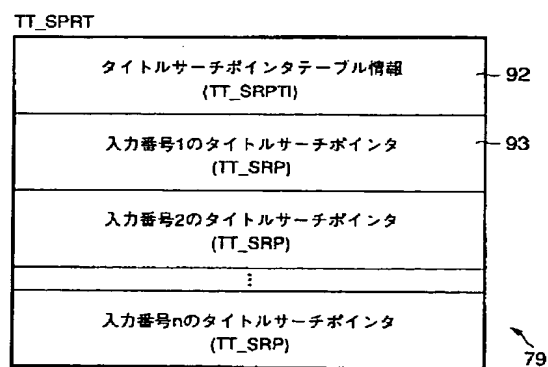 TT_SPRT
タイトルサーチポインタテーブル情報
(TT_SRPTI)
92
入力番号1のタイトルサーチポインタ
(TT_SRP)
93
入力番号2のタイトルサーチポインタ
(TT_SRP)
⋮
入力番号nのタイトルサーチポインタ
(TT_SRP)
79